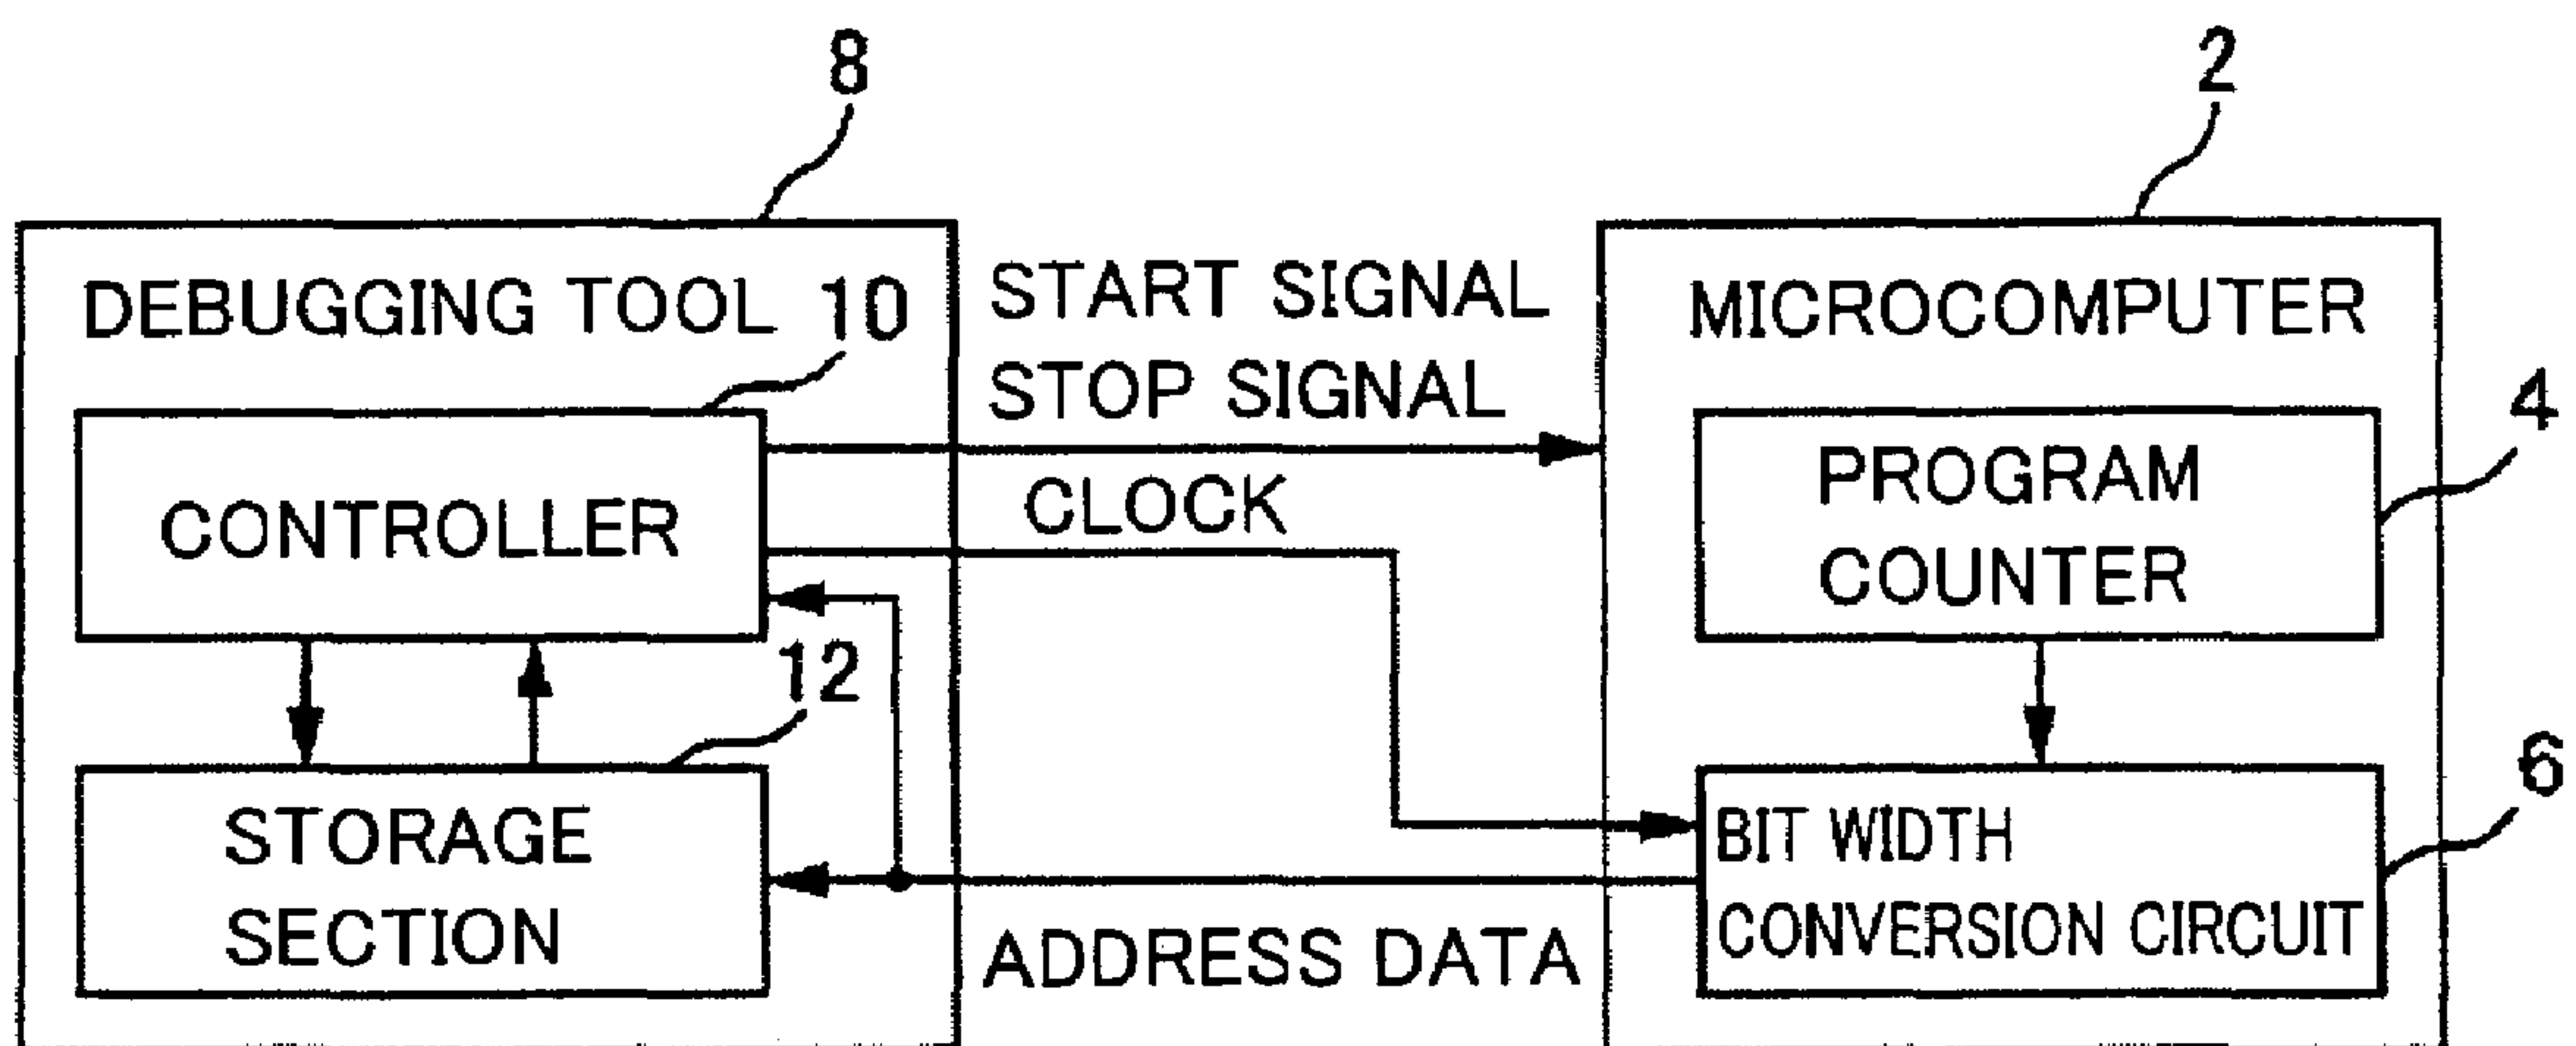 8
2
DEBUGGING TOOL
10
START SIGNAL
STOP SIGNAL
MICROCOMPUTER
4
CONTROLLER
CLOCK
PROGRAM
COUNTER
12
6
STORAGE
SECTION
BIT WIDTH
CONVERSION CIRCUIT
ADDRESS DATA